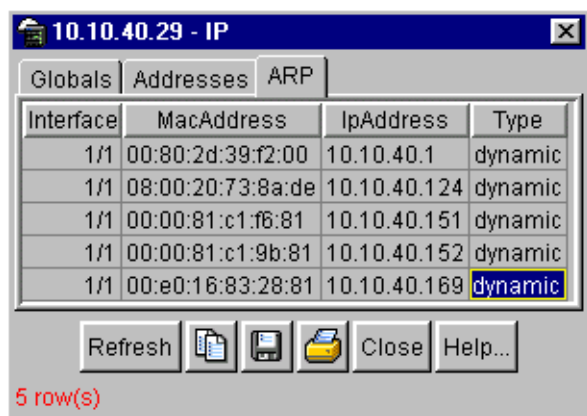 10.10.40.29 - IP
Globals Addresses ARP
Interface MacAddress IpAddress Type
1/1 00:80:2d:39:f2:00 10.10.40.1 dynamic
1/1 08:00:20:73:8a:de 10.10.40.124 dynamic
1/1 00:00:81:c1:f6:81 10.10.40.151 dynamic
1/1 00:00:81:c1:9b:81 10.10.40.152 dynamic
1/1 00:e0:16:83:28:81 10.10.40.169 dynamic
Refresh Close Help...
5 row(s)